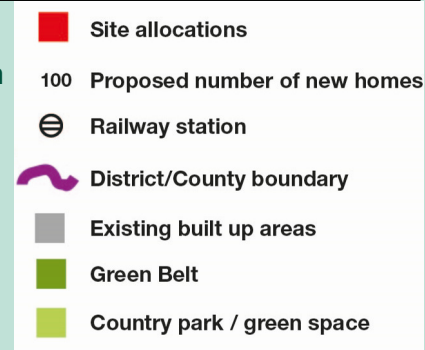 Site allocations
100 Proposed number of new homes
Railway station
District/County boundary
Existing built up areas
Green Belt
Country park / green space